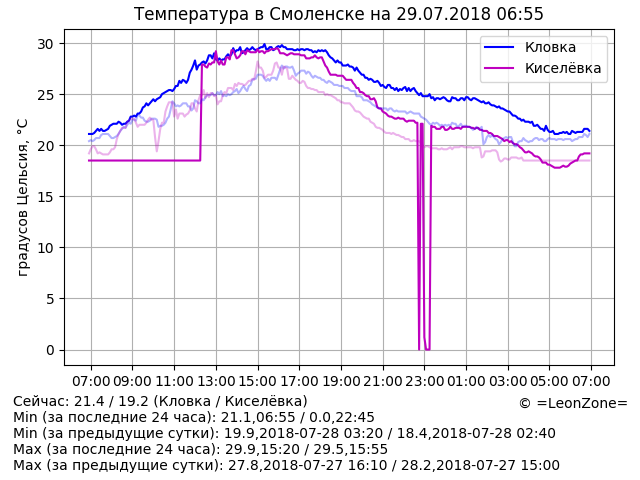 Температура в Смоленске на 29.07.2018 06:55
Кловка
Киселёвка
градусов Цельсия, °C
30
25
20
15
10
5
0
07:00 09:00 11:00 13:00 15:00 17:00 19:00 21:00 23:00 01:00 03:00 05:00 07:00
Сейчас: 21.4 / 19.2 (Кловка / Киселёвка)
© =LeonZone=
Min (за последние 24 часа): 21.1,06:55 / 0.0,22:45
Min (за предыдущие сутки): 19.9,2018-07-28 03:20 / 18.4,2018-07-28 02:40
Max (за последние 24 часа): 29.9,15:20 / 29.5,15:55
Max (за предыдущие сутки): 27.8,2018-07-27 16:10 / 28.2,2018-07-27 15:00